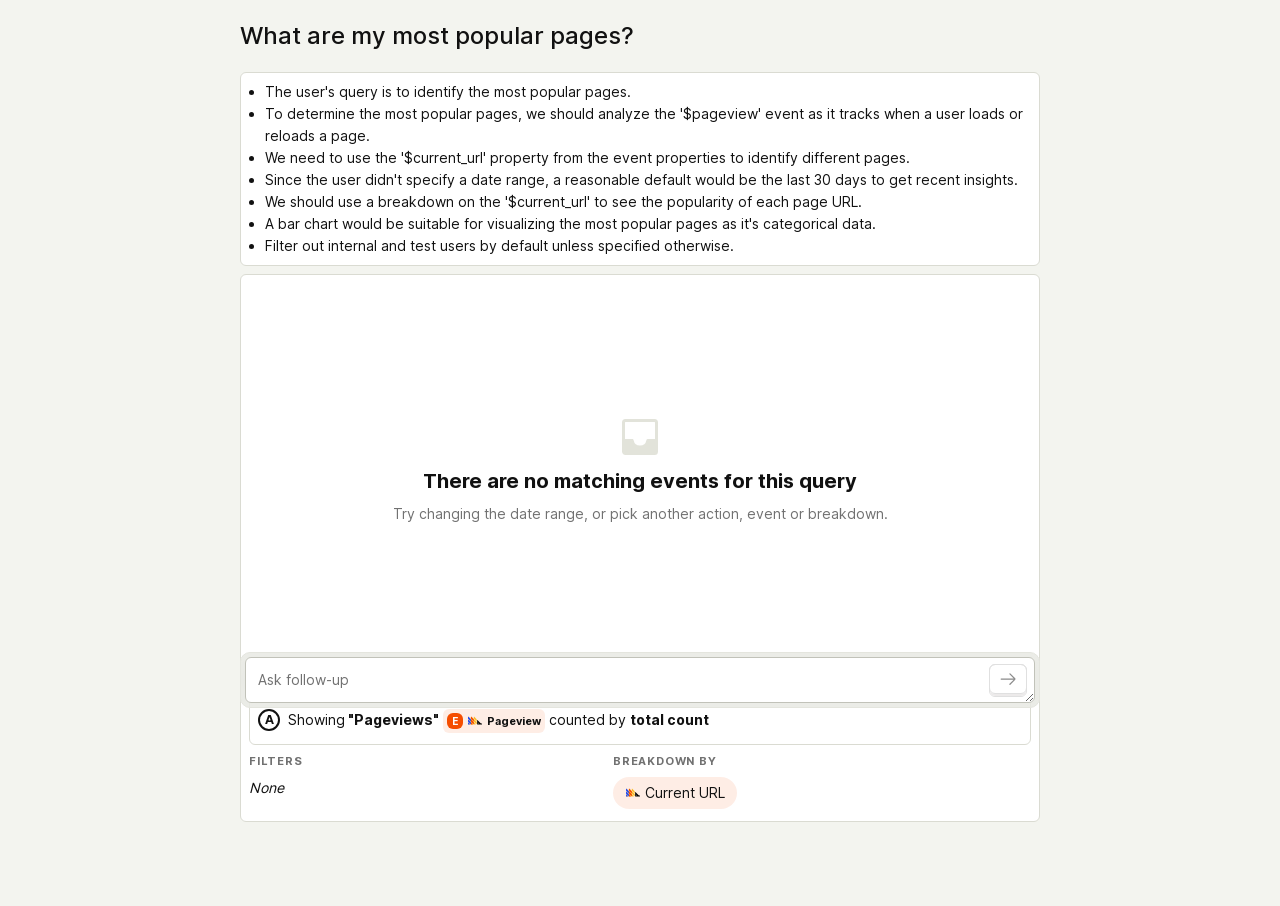 What are my most popular pages?
The user's query is to identify the most popular pages.
To determine the most popular pages, we should analyze the '$pageview' event as it tracks when a user loads or
reloads a page.
We need to use the '$current_url' property from the event properties to identify different pages.
Since the user didn't specify a date range, a reasonable default would be the last 30 days to get recent insights.
We should use a breakdown on the '$current_url' to see the popularity of each page URL.
A bar chart would be suitable for visualizing the most popular pages as it's categorical data.
Filter out internal and test users by default unless specified otherwise.
There are no matching events for this query
Try changing the date range, or pick another action, event or breakdown.
Ask follow-up
A Showing "Pageviews" E Pageview counted by total count
FILTERS
None
BREAKDOWN BY
Current URL